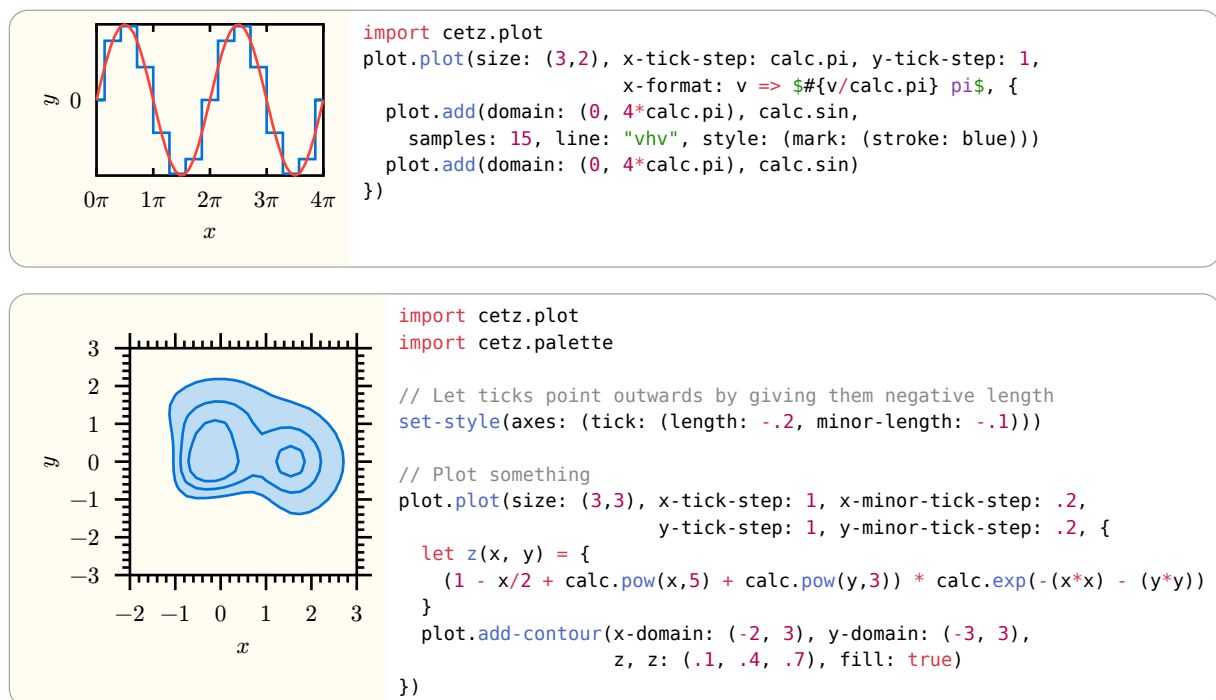 y
0
0π 1π 2π 3π 4π
x
import cetz.plot
plot.plot(size: (3,2), x-tick-step: calc.pi, y-tick-step: 1,
x-format: v => $#{v/calc.pi} pi$, {
plot.add(domain: (0, 4*calc.pi), calc.sin,
samples: 15, line: "vhv", style: (mark: (stroke: blue)))
plot.add(domain: (0, 4*calc.pi), calc.sin)
})
3
2
1
y 0
−1
−2
−3
−2 −1 0 1 2 3
x
import cetz.plot
import cetz.palette
// Let ticks point outwards by giving them negative length
set-style(axes: (tick: (length: -.2, minor-length: -.1)))
// Plot something
plot.plot(size: (3,3), x-tick-step: 1, x-minor-tick-step: .2,
y-tick-step: 1, y-minor-tick-step: .2, {
let z(x, y) = {
(1 - x/2 + calc.pow(x,5) + calc.pow(y,3)) * calc.exp(-(x*x) - (y*y))
}
plot.add-contour(x-domain: (-2, 3), y-domain: (-3, 3),
z, z: (.1, .4, .7), fill: true)
})